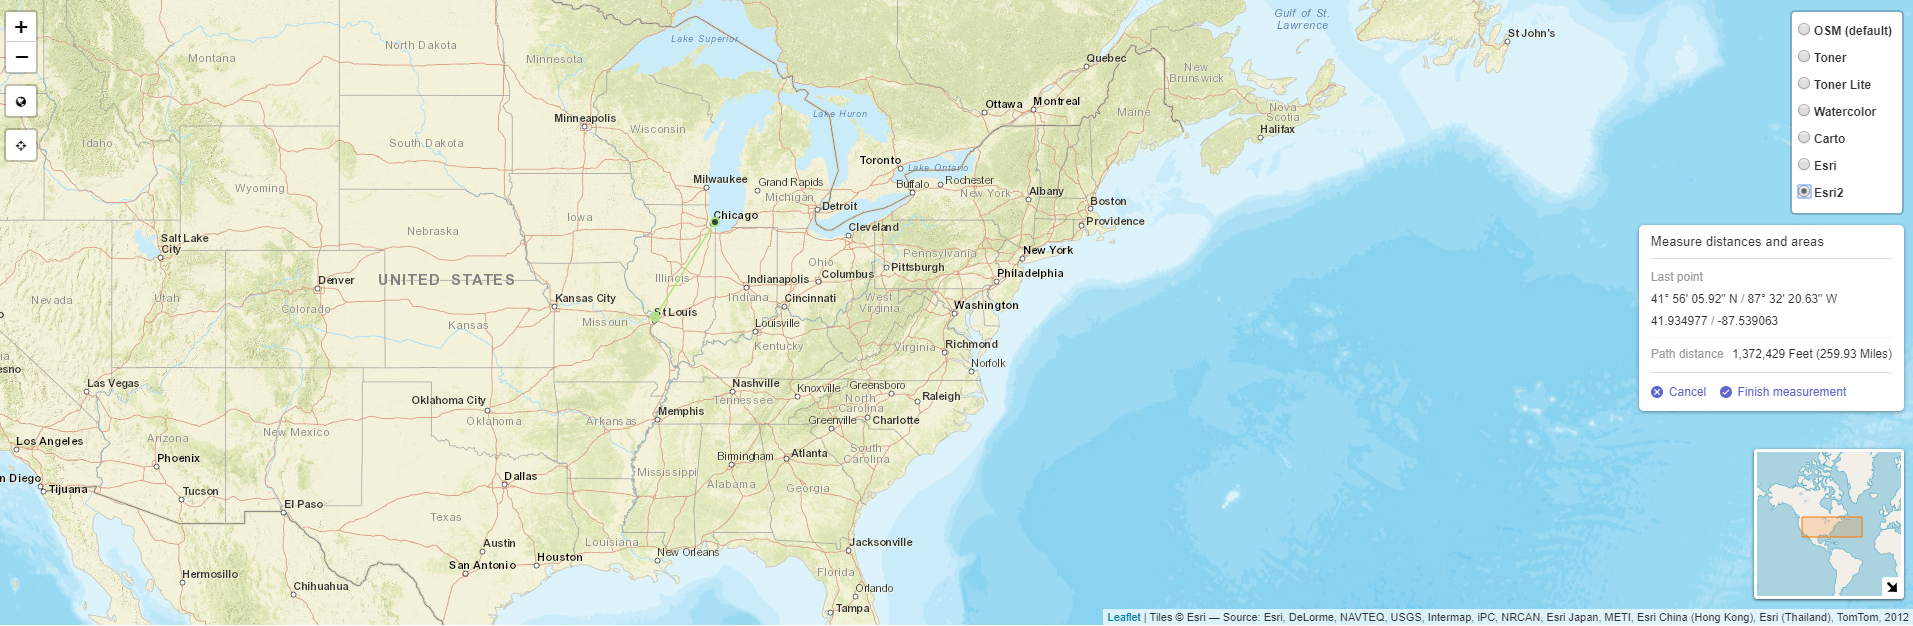 +
−
OSM (default)
Toner
Toner Lite
Watercolor
Carto
Esri
Esri2
Measure distances and areas
Last point
41° 56' 05.92" N / 87° 32' 20.63" W
41.934977 / -87.539063
Path distance 1,372,429 Feet (259.93 Miles)
Cancel
Finish measurement
Gulf of St.
Lawrence
St John's
Lake Superior
North Dakota
Montana
Minnesota
Quebec
New
Brunswick
Ottawa
Montreal
Maine
Nova
Scotia
Halifax
Lake Huron
Minneapolis
Wisconsin
Idaho
South Dakota
Toronto
Lake Ontario
Milwaukee
Grand Rapids
Michigan
Buffalo
Rochester
New York
Albany
Wyoming
Detroit
Boston
Providence
Iowa
Chicago
Cleveland
Nebraska
Salt Lake
City
New York
Pennsylvania
Pittsburgh
Philadelphia
Ohio
Columbus
Denver
UNITED STATES
Illinois
Indianapolis
Indiana
Cincinnati
West
Virginia
Washington
Nevada
Utah
Colorado
Kansas City
Kansas
Missouri
St Louis
Louisville
Kentucky
Virginia
Richmond
Norfolk
ia
esno
Las Vegas
Nashville
Tennessee
Knoxville
Greensboro
North
Carolina
Raleigh
Oklahoma City
Oklahoma
Arkansas
Memphis
Greenville
Charlotte
Los Angeles
Arizona
New Mexico
Phoenix
South
Carolina
Birmingham
Atlanta
Mississippi
Alabama
Georgia
n Diego
Tijuana
Tucson
Dallas
El Paso
Texas
Austin
Louisiana
New Orleans
Jacksonville
San Antonio
Houston
Florida
Hermosillo
Chihuahua
Orlando
Tampa
Leaflet | Tiles © Esri — Source: Esri, DeLorme, NAVTEQ, USGS, Intermap, iPC, NRCAN, Esri Japan, METI, Esri China (Hong Kong), Esri (Thailand), TomTom, 2012